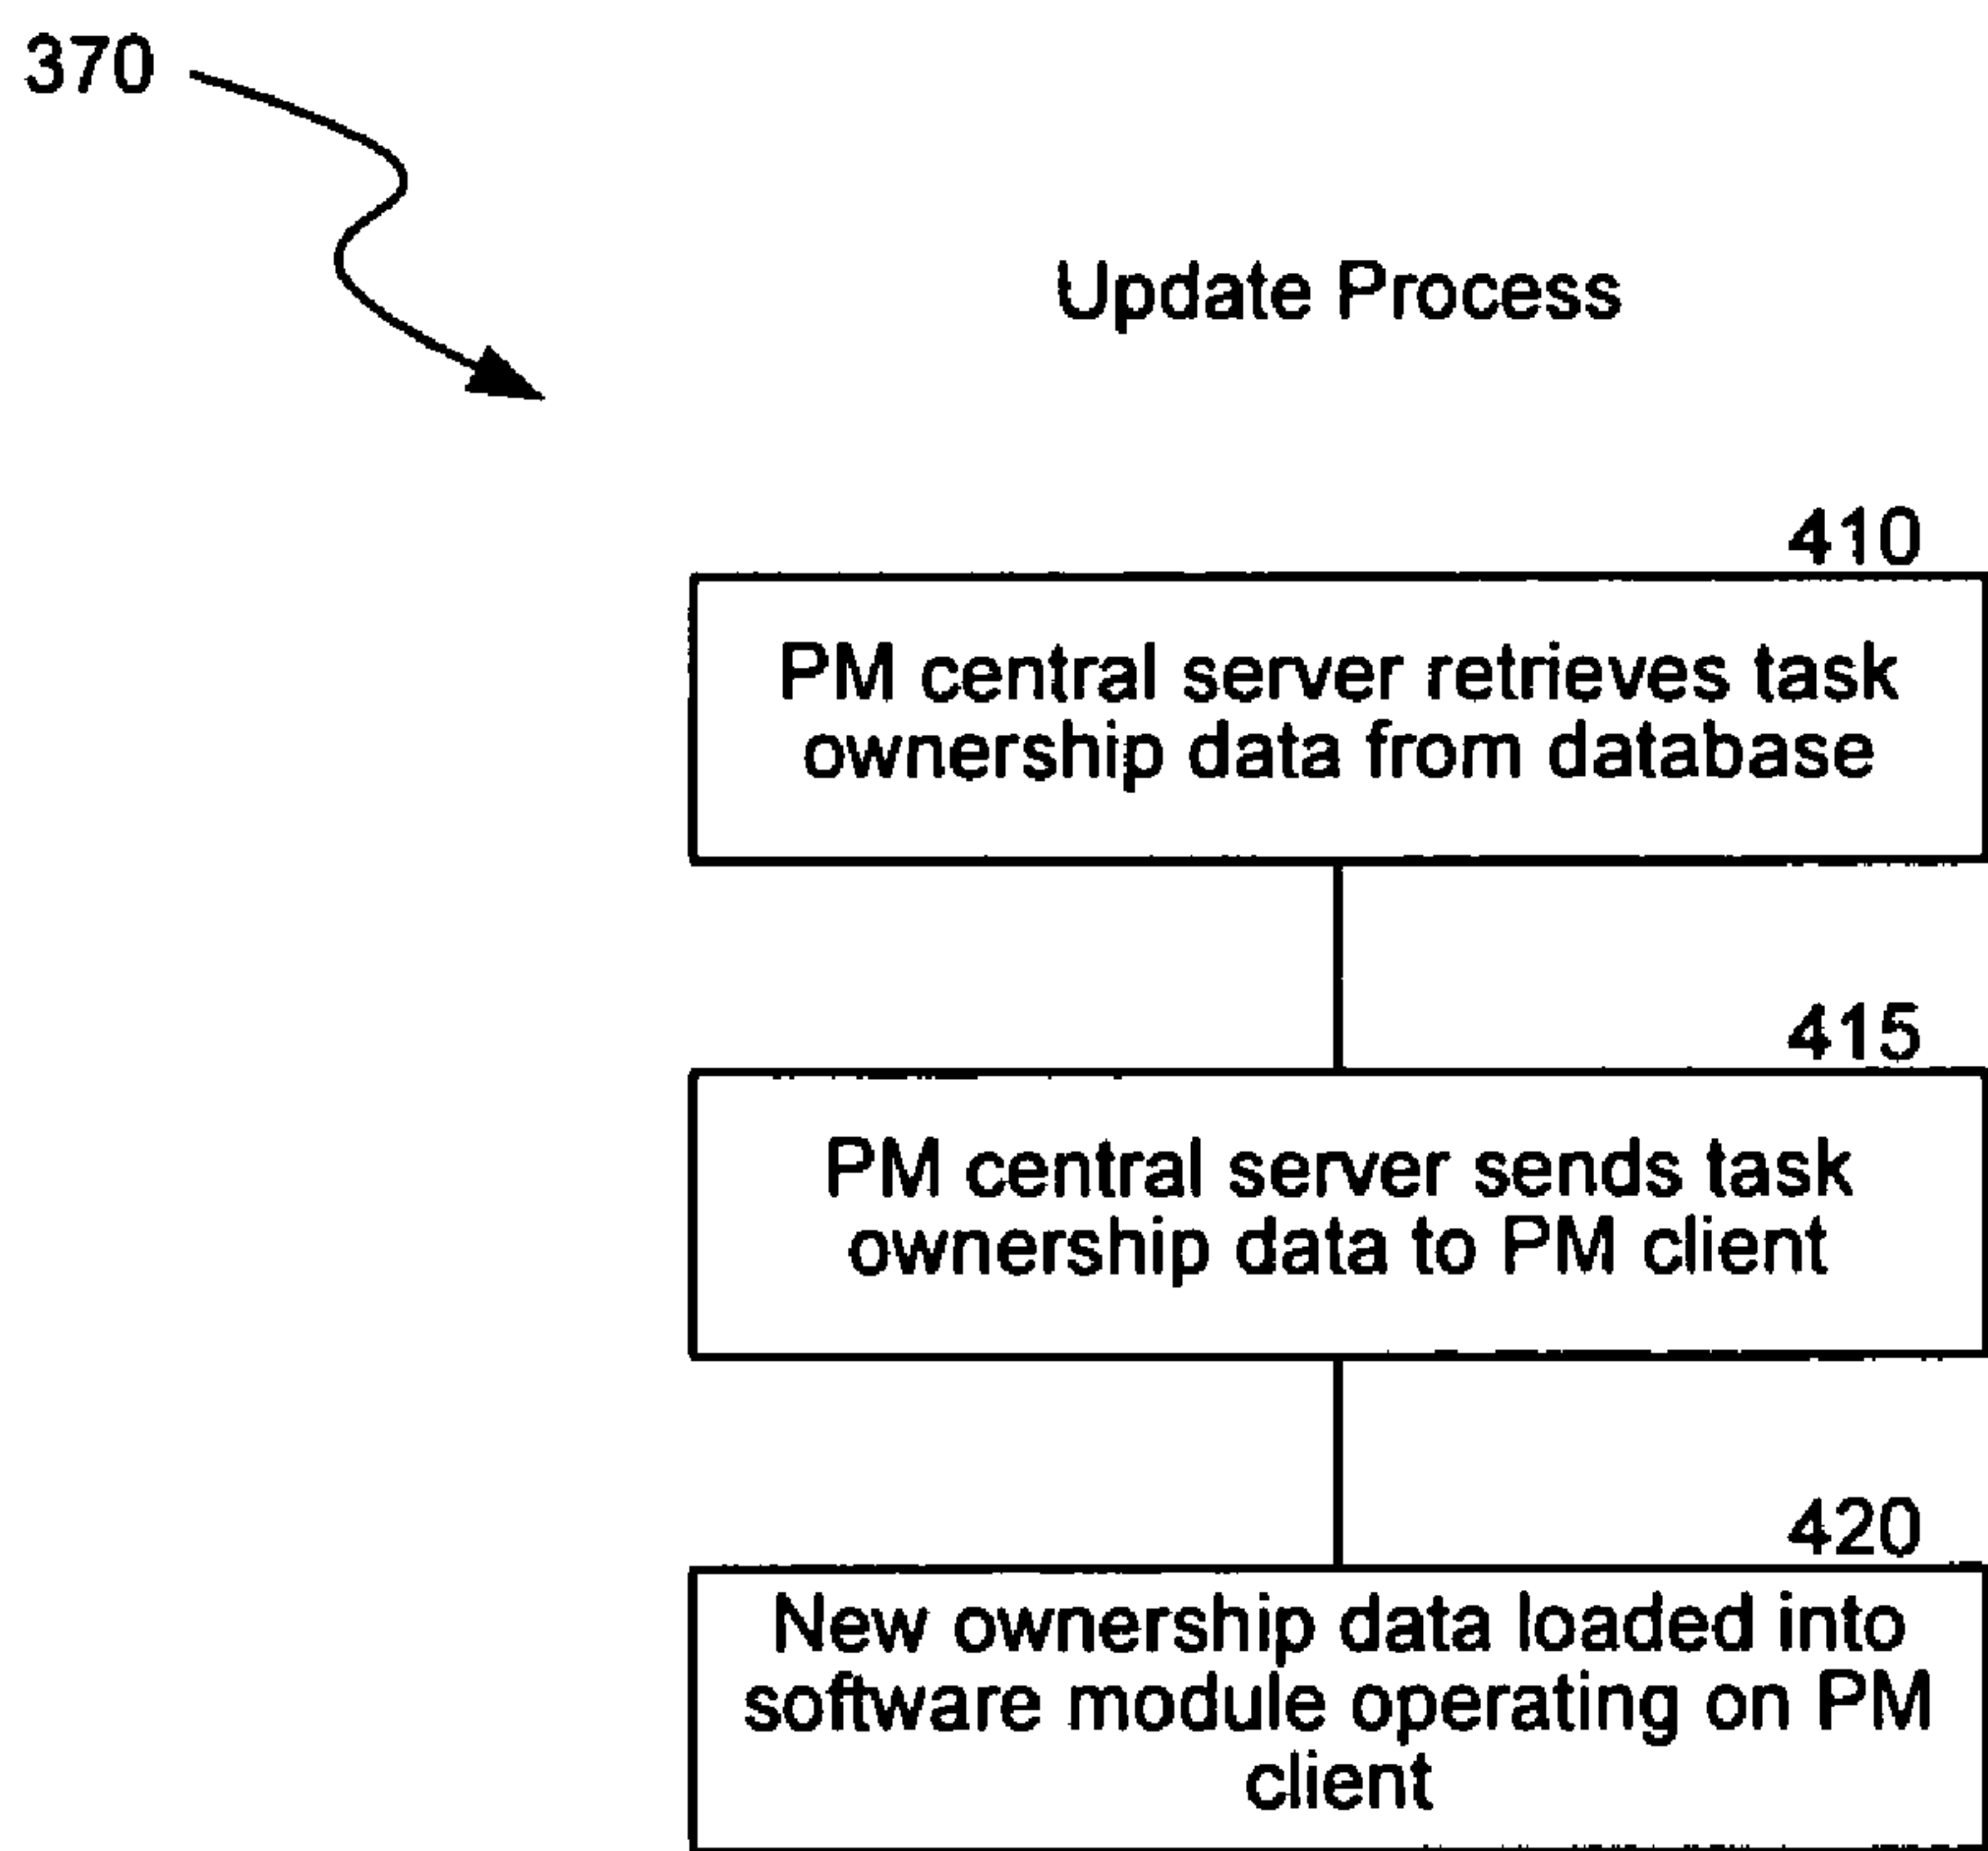 370
Update Process
410
PM central server retrieves task
ownership data from database
415
PM central server sends task
ownership data to PM client
420
New ownership data loaded into
software module operating on PM
client